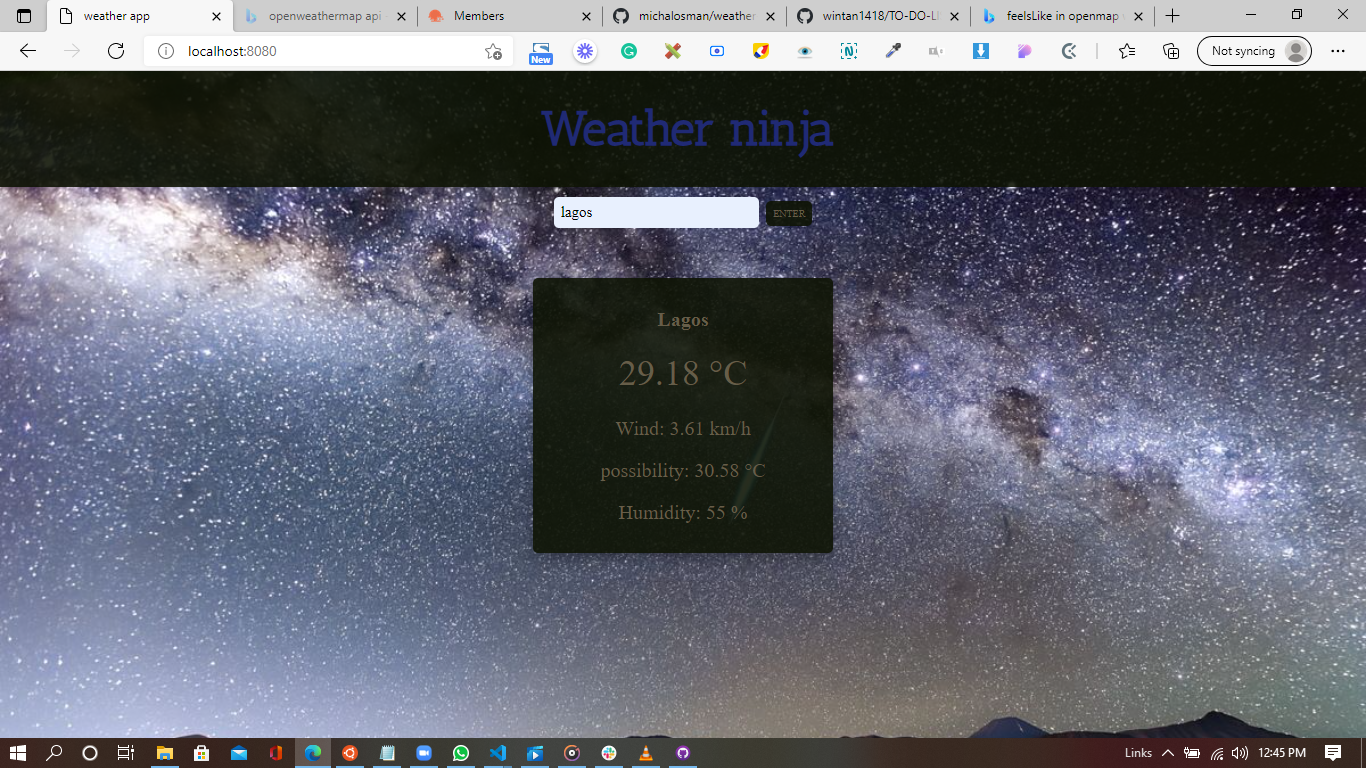 weather app
openweathermap api
Members
michalosman/weather
wintan1418/TO-DO-LI
feelsLike in openmap
localhost:8080
New
Not syncing
Weather ninja
lagos
ENTER
Lagos
29.18 °C
Wind: 3.61 km/h
possibility: 30.58 °C
Humidity: 55 %
Links
12:45 PM